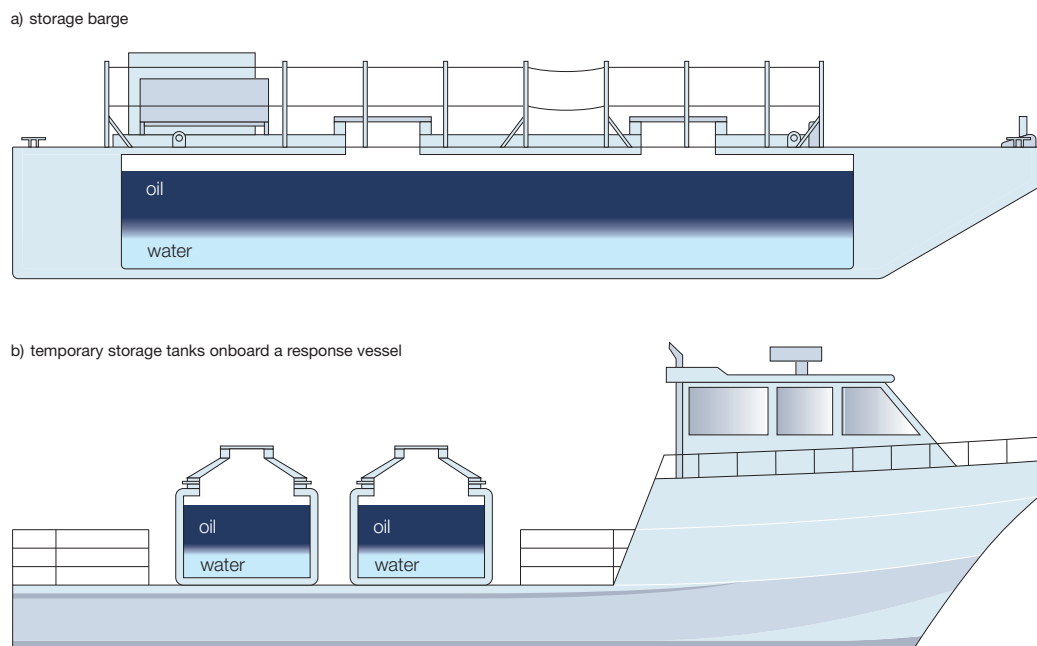 a) storage barge
oil
water
b) temporary storage tanks onboard a response vessel
oil
oil
water
water